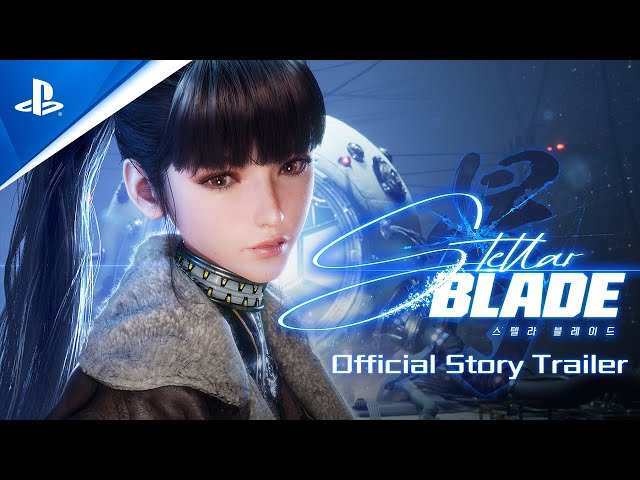 Stellar
BLADE
스텔라 블레이드
Official Story Trailer